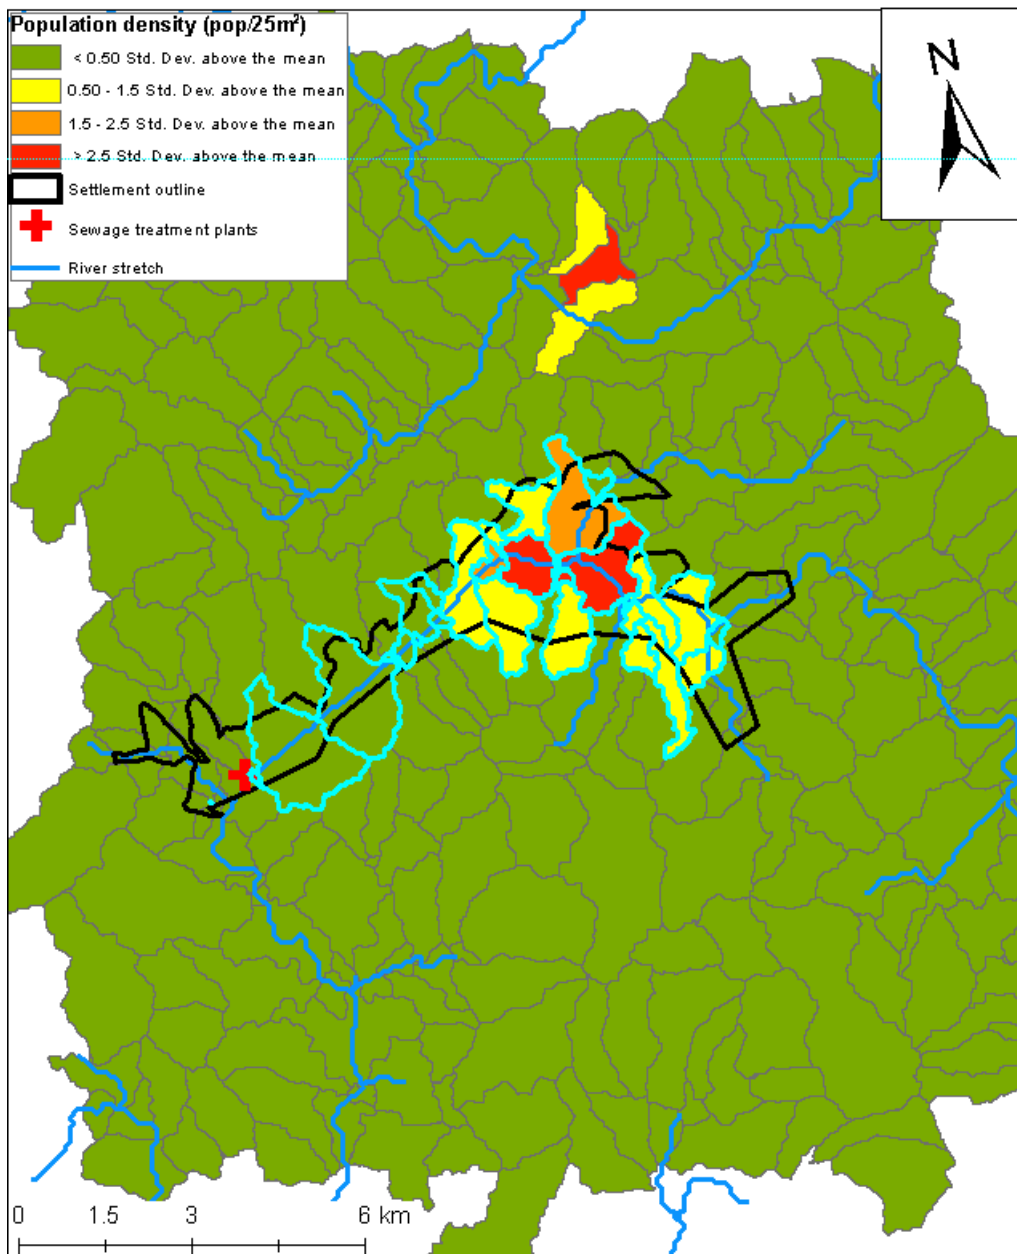 Population density (pop/25m²)
< 0.50 Std. Dev. above the mean
0.50 - 1.5 Std. Dev. above the mean
1.5 - 2.5 Std. Dev. above the mean
> 2.5 Std. Dev. above the mean
Settlement outline
Sewage treatment plants
River stretch
N
0 1.5 3 6 km